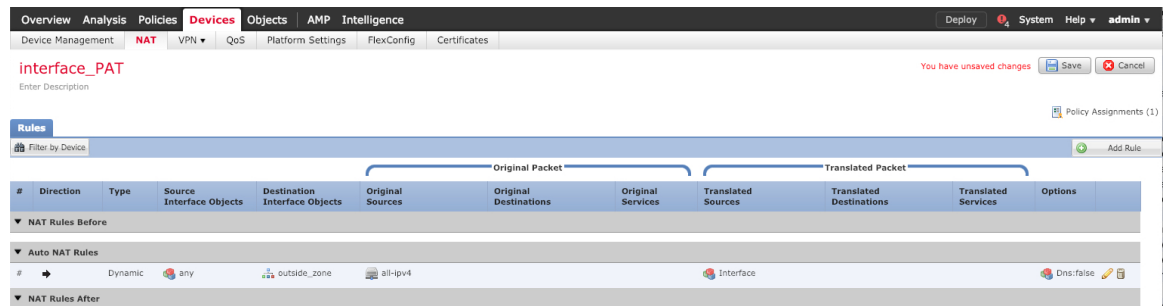 Overview Analysis Policies Devices Objects AMP Intelligence Deploy 4 System Help ▾ admin ▾
Device Management NAT VPN ▾ QoS Platform Settings FlexConfig Certificates
interface_PAT You have unsaved changes Save Cancel
Enter Description
Policy Assignments (1)
Rules
Filter by Device Add Rule
Original Packet Translated Packet
# Direction Type Source Interface Objects Destination Interface Objects Original Sources Original Destinations Original Services Translated Sources Translated Destinations Translated Services Options
▼ NAT Rules Before
▼ Auto NAT Rules
# Dynamic any outside_zone all-ipv4 Interface Dns:false
▼ NAT Rules After